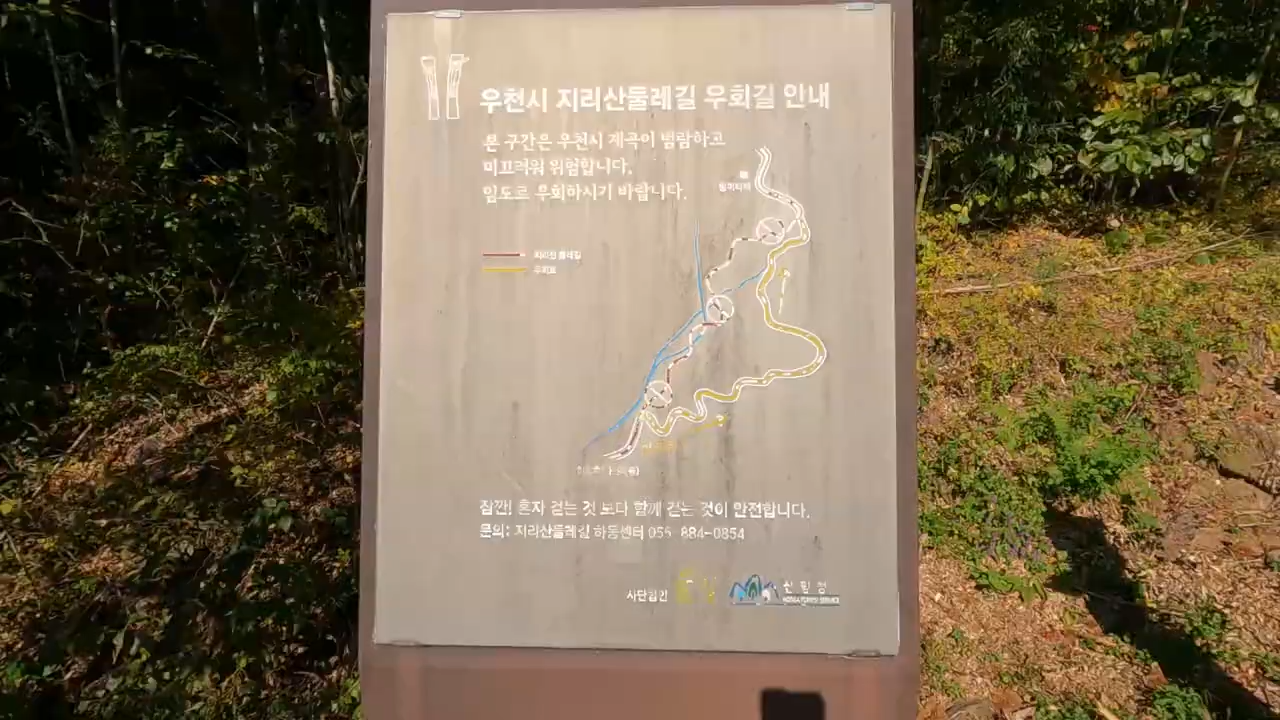 우천시 지리산둘레길 우회길 안내
본 구간은 우천시 계곡이 범람하고
미끄러워 위험합니다.
임도로 우회하시기 바랍니다.
지리산 둘레길
우회로
잠깐! 혼자 걷는 것 보다 함께 걷는 것이 안전합니다.
문의: 지리산둘레길 하동센터 055-884-0854
사단법인
산림청
KOREA FOREST SERVICE